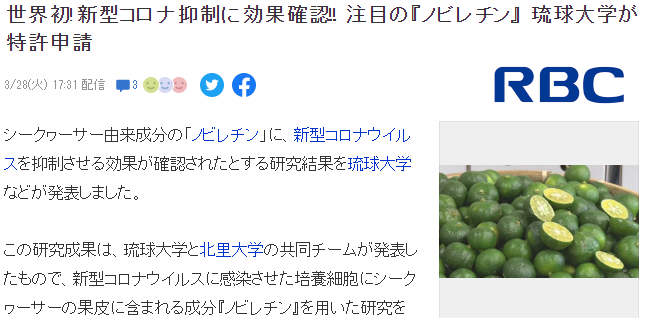 世界初!新型コロナ抑制に効果確認!! 注目の『ノビレチン』 琉球大学が
特許申請
3/28(火) 17:31 配信 3
RBC
シークヮーサー由来成分の「ノビレチン」に、新型コロナウイル
スを抑制させる効果が確認されたとする研究結果を琉球大学
などが発表しました。
この研究成果は、琉球大学と北里大学の共同チームが発表し
たもので、新型コロナウイルスに感染させた培養細胞にシーク
ヮーサーの果皮に含まれる成分『ノビレチン』を用いた研究を